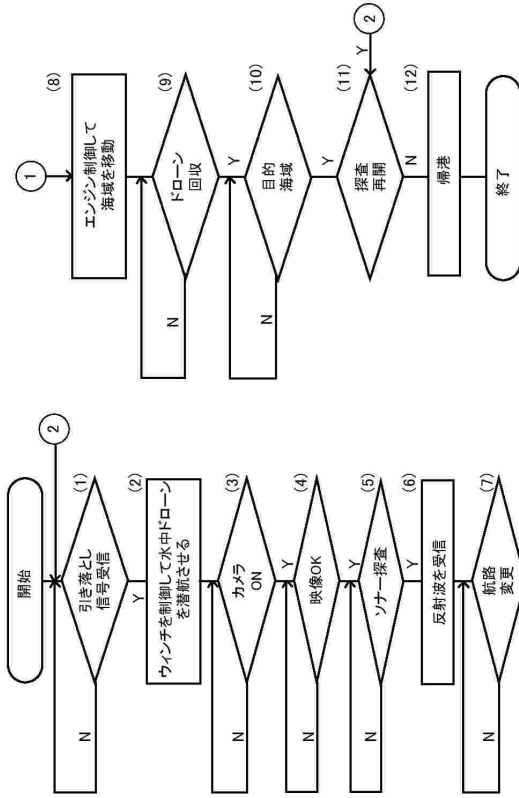 開始
2
(1)
引き落とし
信号受信
N
Y
(2)
ウィンチを制御して水中ドローン
を潜航させる
(3)
カメラ
ON
N
Y
(4)
映像OK
N
Y
(5)
ソナー探査
N
Y
(6)
反射波を受信
(7)
航路
変更
N
1
(8)
エンジン制御して
海域を移動
(9)
ドローン
回収
N
Y
(10)
目的
海域
N
Y
(11)
探査
再開
Y
2
N
(12)
帰港
終了